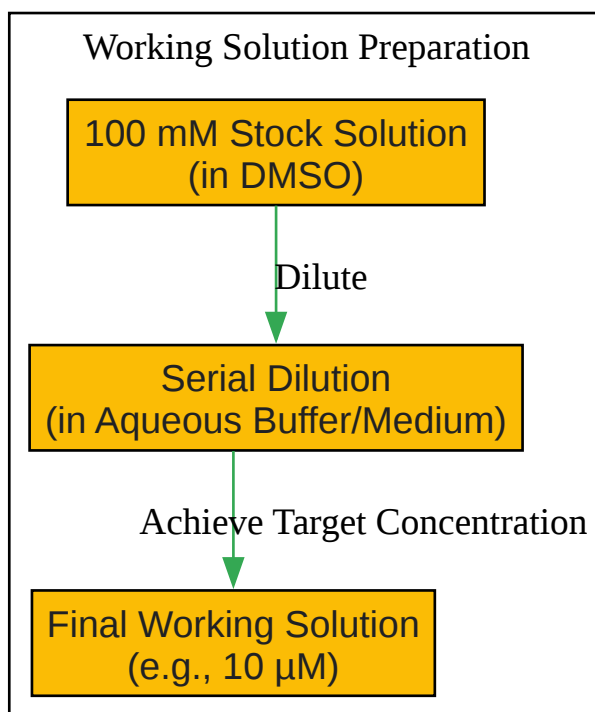 Working Solution Preparation
100 mM Stock Solution
(in DMSO)
Dilute
Serial Dilution
(in Aqueous Buffer/Medium)
Achieve Target Concentration
Final Working Solution
(e.g., 10 µM)